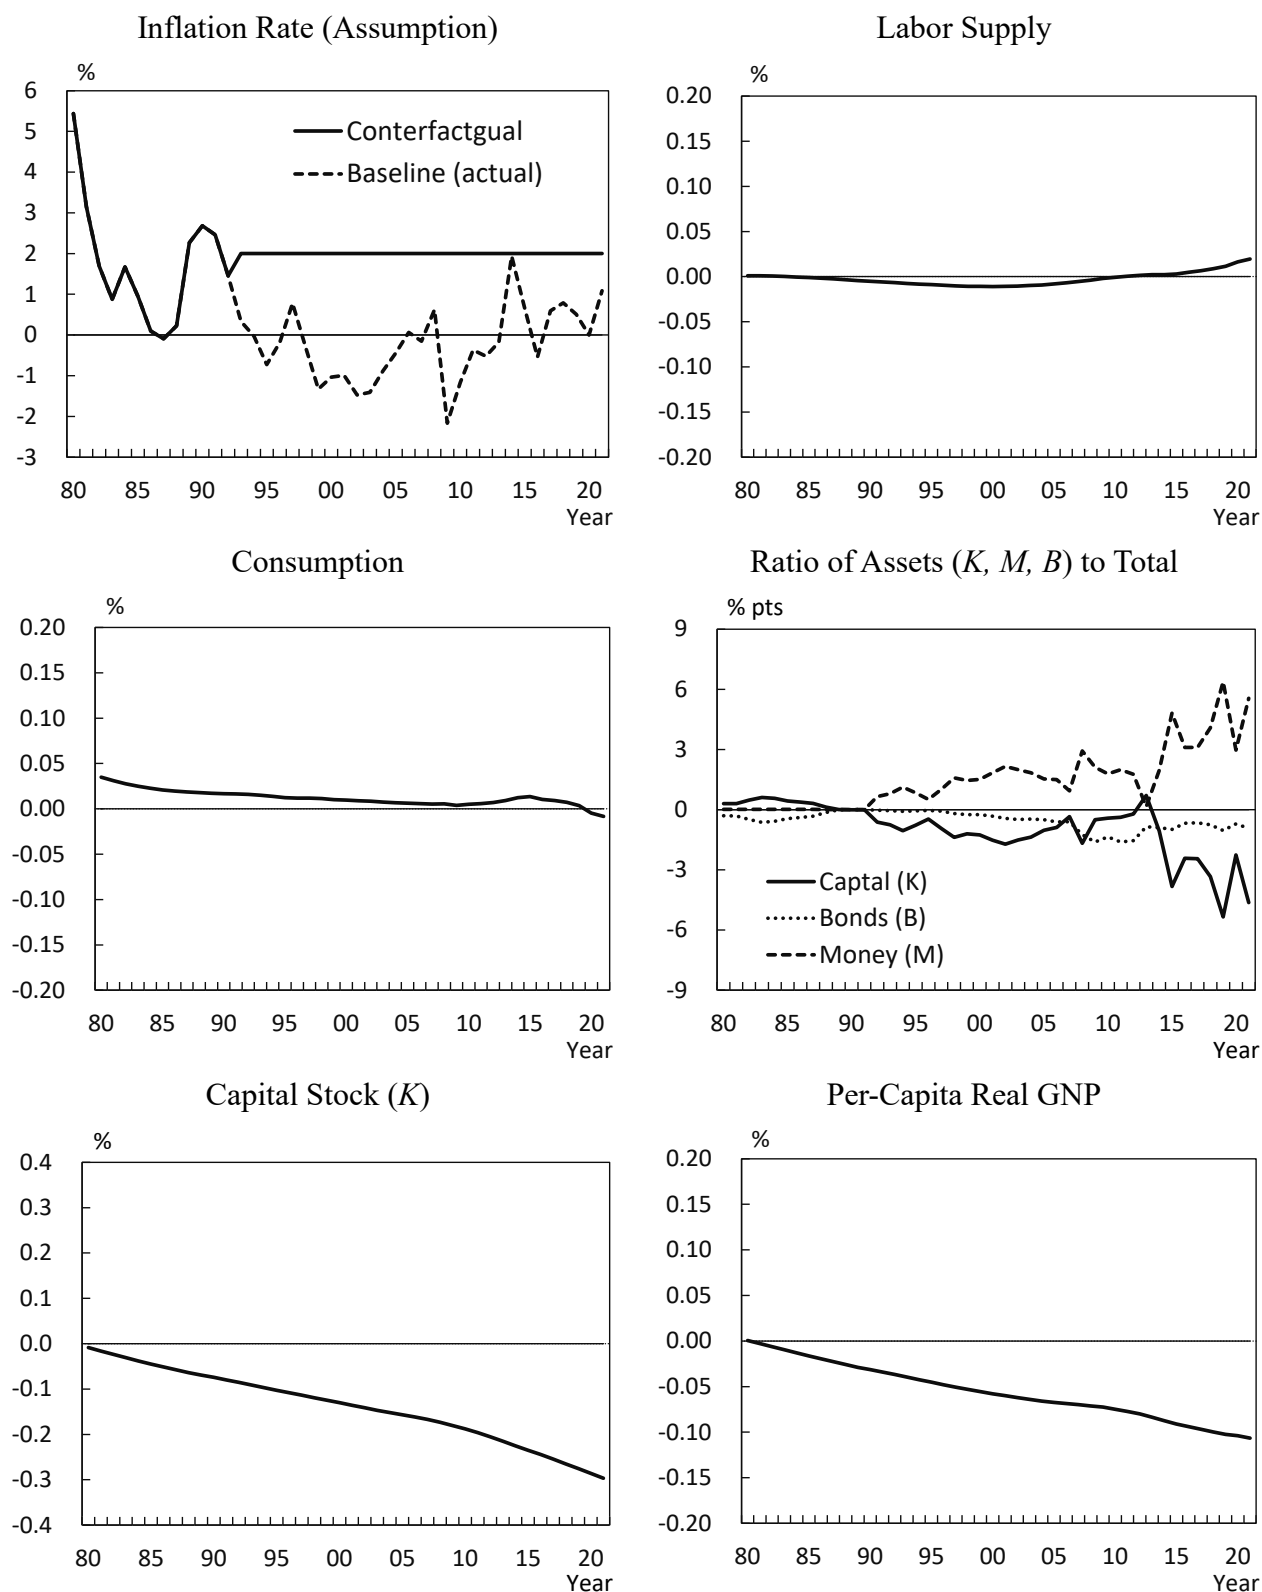 Inflation Rate (Assumption)
%
6
5
4
3
2
1
0
-1
-2
-3
Conterfactgual
Baseline (actual)
80 85 90 95 00 05 10 15 20
Year
Labor Supply
%
0.20
0.15
0.10
0.05
0.00
-0.05
-0.10
-0.15
-0.20
80 85 90 95 00 05 10 15 20
Year
Consumption
%
0.20
0.15
0.10
0.05
0.00
-0.05
-0.10
-0.15
-0.20
80 85 90 95 00 05 10 15 20
Year
Ratio of Assets (K, M, B) to Total
% pts
9
6
3
0
-3
-6
-9
Captal (K)
Bonds (B)
Money (M)
80 85 90 95 00 05 10 15 20
Year
Capital Stock (K)
%
0.4
0.3
0.2
0.1
0.0
-0.1
-0.2
-0.3
-0.4
80 85 90 95 00 05 10 15 20
Year
Per-Capita Real GNP
%
0.20
0.15
0.10
0.05
0.00
-0.05
-0.10
-0.15
-0.20
80 85 90 95 00 05 10 15 20
Year